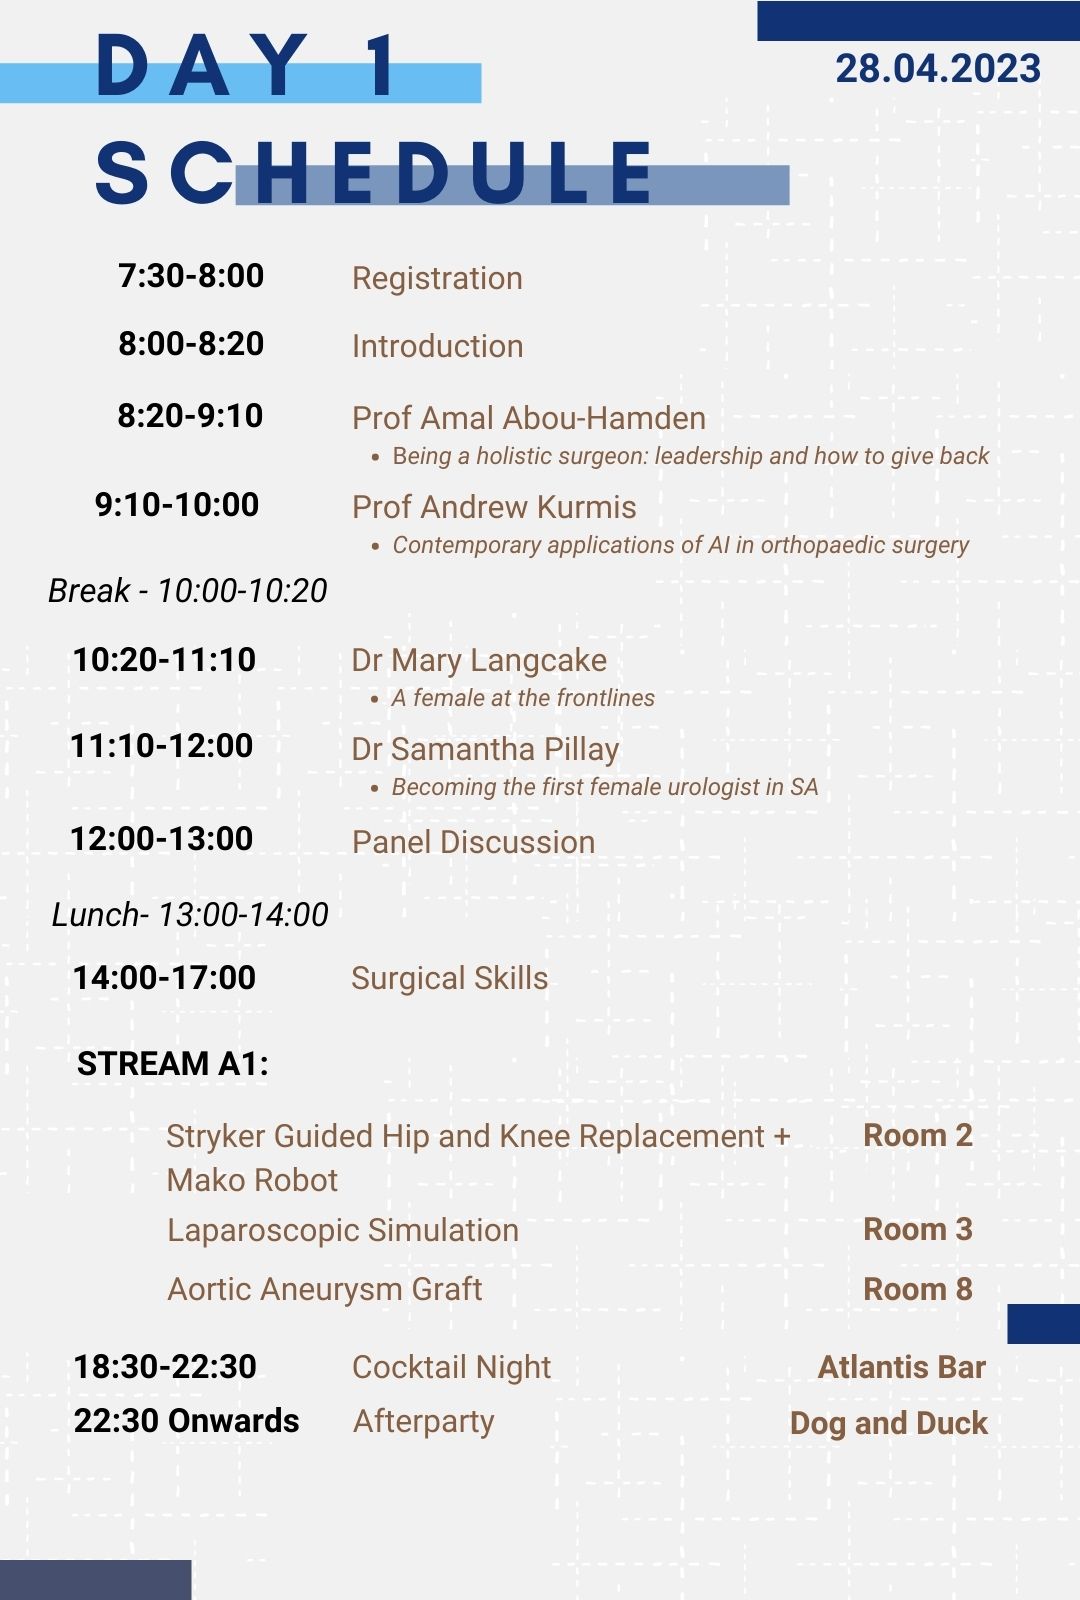 DAY 1
28.04.2023
SCHEDULE
7:30-8:00 Registration
8:00-8:20 Introduction
8:20-9:10 Prof Amal Abou-Hamden
• Being a holistic surgeon: leadership and how to give back
9:10-10:00 Prof Andrew Kurmis
• Contemporary applications of AI in orthopaedic surgery
Break - 10:00-10:20
10:20-11:10 Dr Mary Langcake
• A female at the frontlines
11:10-12:00 Dr Samantha Pillay
• Becoming the first female urologist in SA
12:00-13:00 Panel Discussion
Lunch- 13:00-14:00
14:00-17:00 Surgical Skills
STREAM A1:
Stryker Guided Hip and Knee Replacement + Room 2
Mako Robot
Laparoscopic Simulation Room 3
Aortic Aneurysm Graft Room 8
18:30-22:30 Cocktail Night Atlantis Bar
22:30 Onwards Afterparty Dog and Duck